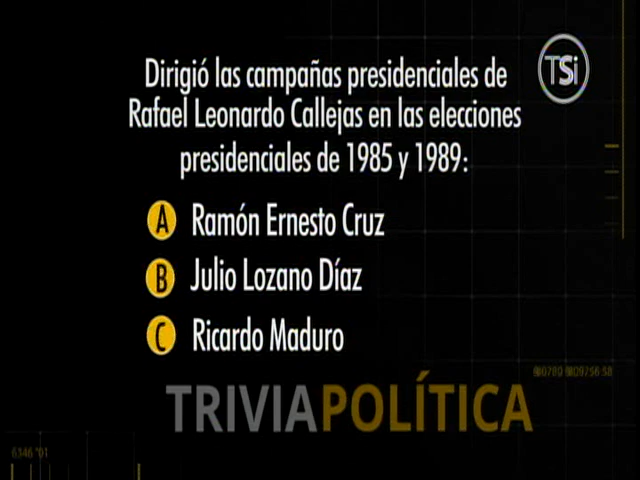 TSi
Dirigió las campañas presidenciales de
Rafael Leonardo Callejas en las elecciones
presidenciales de 1985 y 1989:
A Ramón Ernesto Cruz
B Julio Lozano Díaz
C Ricardo Maduro
TRIVIAPOLÍTICA